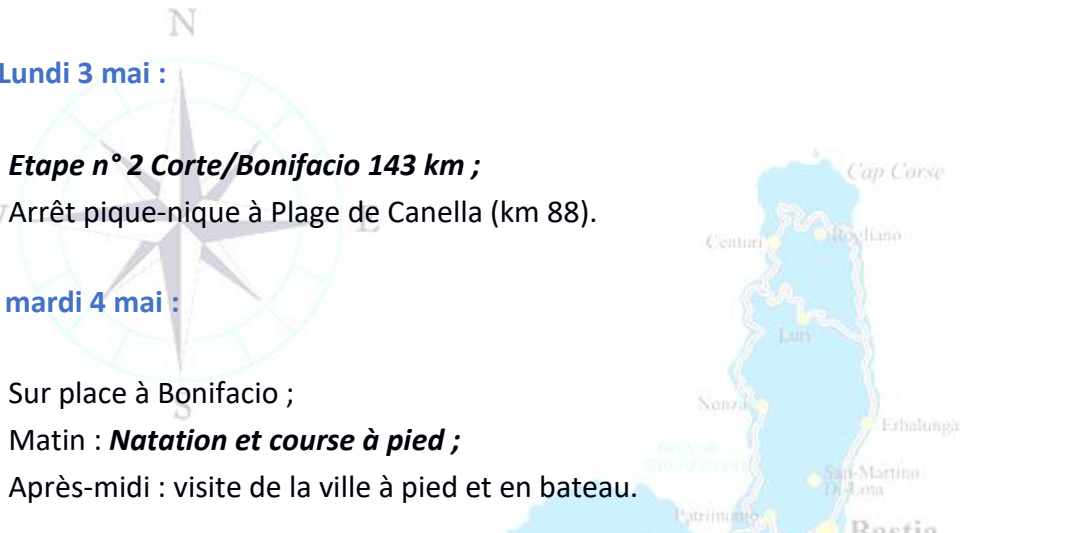 N
Lundi 3 mai :
Etape n° 2 Corte/Bonifacio 143 km ;
Cap Corse
Arrêt pique-nique à Plage de Canella (km 88).
E
Centuri
Rogliano
mardi 4 mai :
Luri
Sur place à Bonifacio ;
S
Nonza
Matin : Natation et course à pied ;
Erbalunga
Après-midi : visite de la ville à pied et en bateau.
San-Martino
Di-Lota
Patrimonio
Bastia